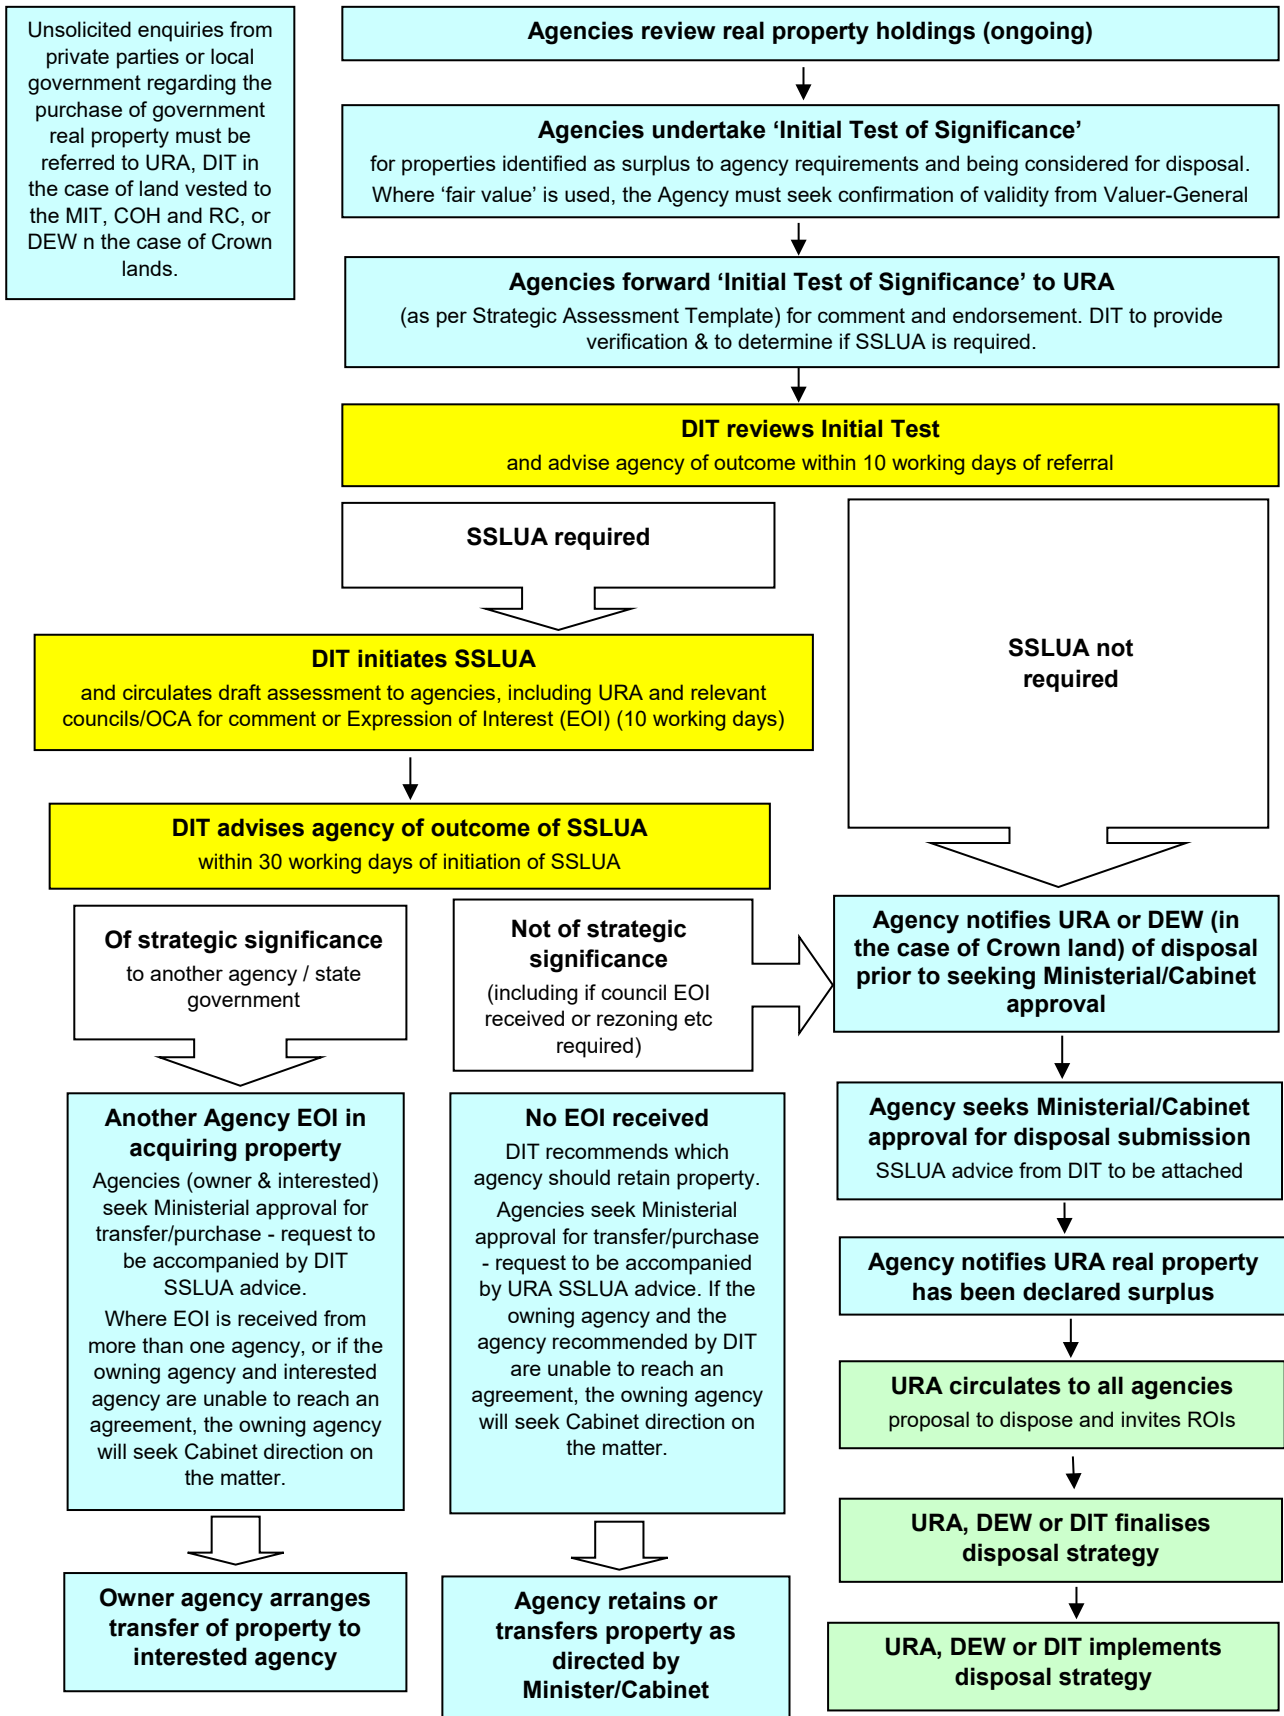 Unsolicited enquiries from
private parties or local
government regarding the
purchase of government
real property must be
referred to URA, DIT in
the case of land vested to
the MIT, COH and RC, or
DEW n the case of Crown
lands.
Agencies review real property holdings (ongoing)
Agencies undertake ‘Initial Test of Significance’
for properties identified as surplus to agency requirements and being considered for disposal.
Where ‘fair value’ is used, the Agency must seek confirmation of validity from Valuer-General
Agencies forward ‘Initial Test of Significance’ to URA
(as per Strategic Assessment Template) for comment and endorsement. DIT to provide
verification & to determine if SSLUA is required.
DIT reviews Initial Test
and advise agency of outcome within 10 working days of referral
SSLUA required
SSLUA not
required
DIT initiates SSLUA
and circulates draft assessment to agencies, including URA and relevant
councils/OCA for comment or Expression of Interest (EOI) (10 working days)
DIT advises agency of outcome of SSLUA
within 30 working days of initiation of SSLUA
Of strategic significance
to another agency / state
government
Not of strategic
significance
(including if council EOI
received or rezoning etc
required)
Agency notifies URA or DEW (in
the case of Crown land) of disposal
prior to seeking Ministerial/Cabinet
approval
Another Agency EOI in
acquiring property
Agencies (owner & interested)
seek Ministerial approval for
transfer/purchase - request to
be accompanied by DIT
SSLUA advice.
Where EOI is received from
more than one agency, or if the
owning agency and interested
agency are unable to reach an
agreement, the owning agency
will seek Cabinet direction on
the matter.
No EOI received
DIT recommends which
agency should retain property.
Agencies seek Ministerial
approval for transfer/purchase
- request to be accompanied
by URA SSLUA advice. If the
owning agency and the
agency recommended by DIT
are unable to reach an
agreement, the owning agency
will seek Cabinet direction on
the matter.
Agency seeks Ministerial/Cabinet
approval for disposal submission
SSLUA advice from DIT to be attached
Agency notifies URA real property
has been declared surplus
URA circulates to all agencies
proposal to dispose and invites ROIs
URA, DEW or DIT finalises
disposal strategy
Owner agency arranges
transfer of property to
interested agency
Agency retains or
transfers property as
directed by
Minister/Cabinet
URA, DEW or DIT implements
disposal strategy